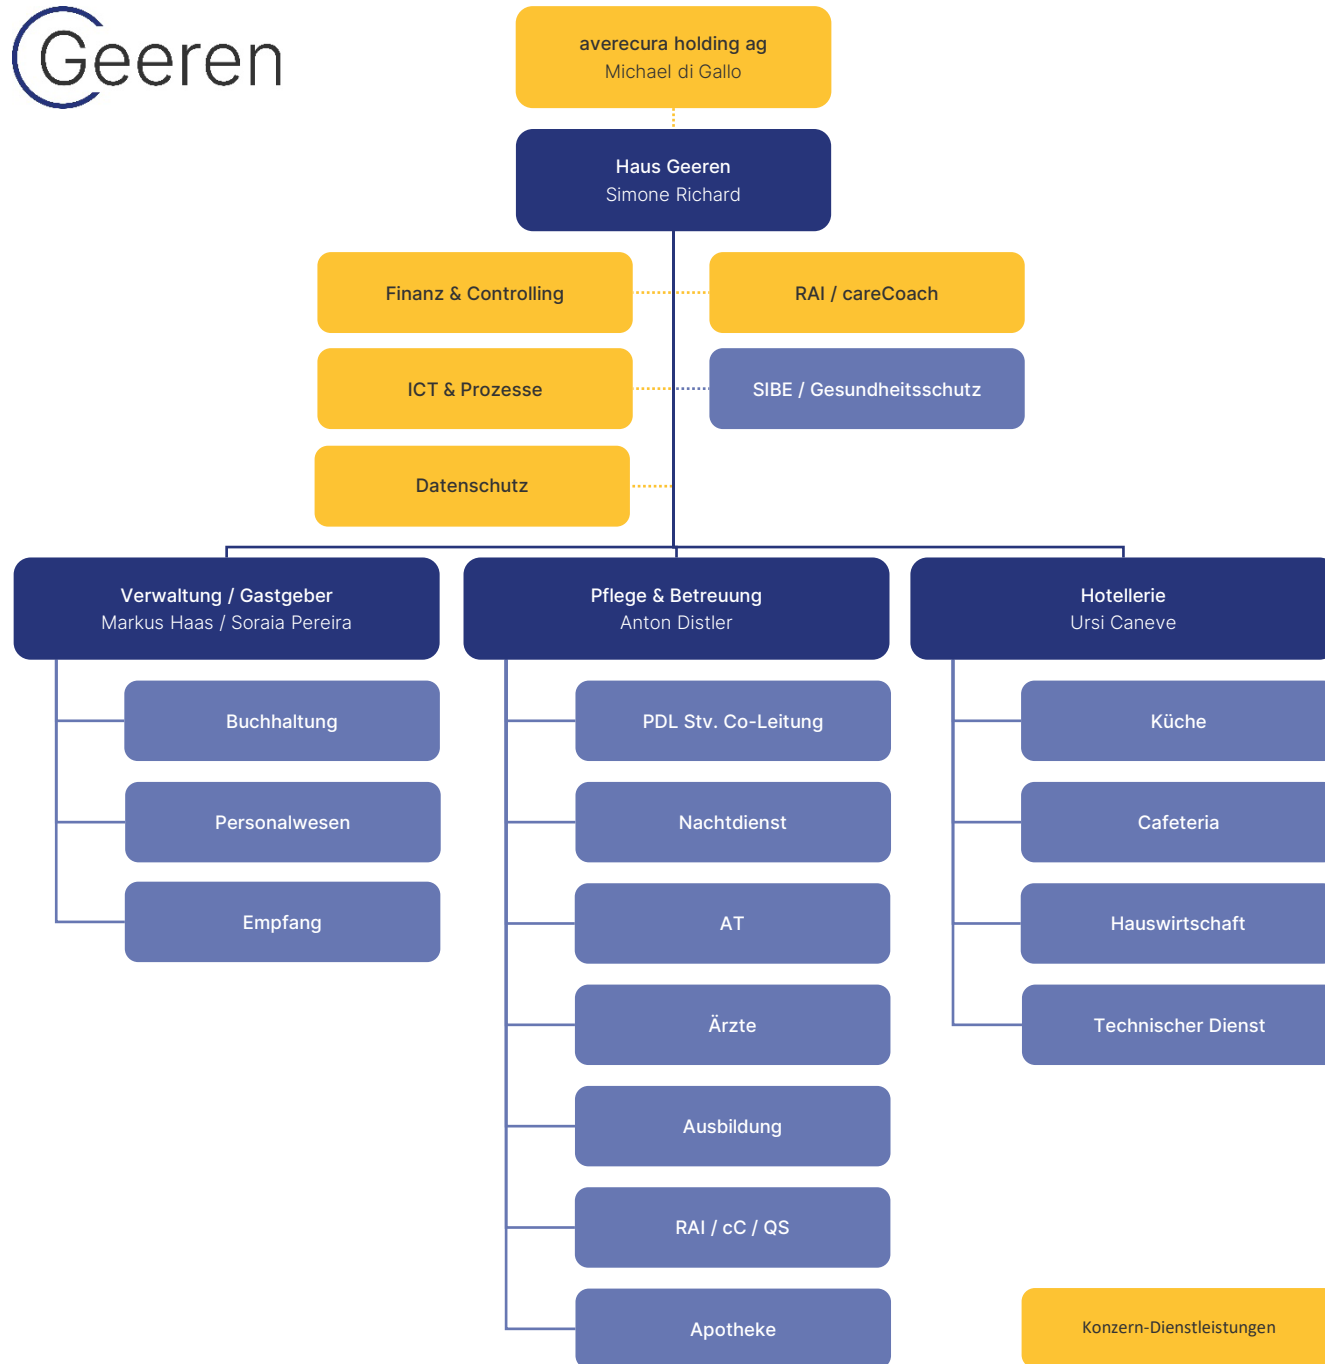 Geeren
averecura holding ag
Michael di Gallo
Haus Geeren
Simone Richard
Finanz & Controlling
RAI / careCoach
ICT & Prozesse
SIBE / Gesundheitsschutz
Datenschutz
Verwaltung / Gastgeber
Markus Haas / Soraia Pereira
Buchhaltung
Personalwesen
Empfang
Pflege & Betreuung
Anton Distler
PDL Stv. Co-Leitung
Nachtdienst
AT
Ärzte
Ausbildung
RAI / cC / QS
Apotheke
Hotellerie
Ursi Caneve
Küche
Cafeteria
Hauswirtschaft
Technischer Dienst
Konzern-Dienstleistungen